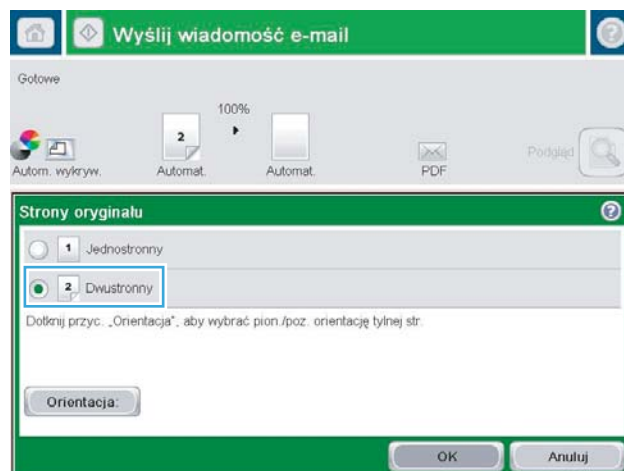 Wyślij wiadomość e-mail
Gotowe
100%
2
Autom. wykryw.
Automat.
Automat.
PDF
Podgląd
Strony oryginału
1 Jednostronny
2 Dwustronny
Dotknij przyc. „Orientacja", aby wybrać pion./poz. orientację tylnej str.
Orientacja:
OK
Anuluj